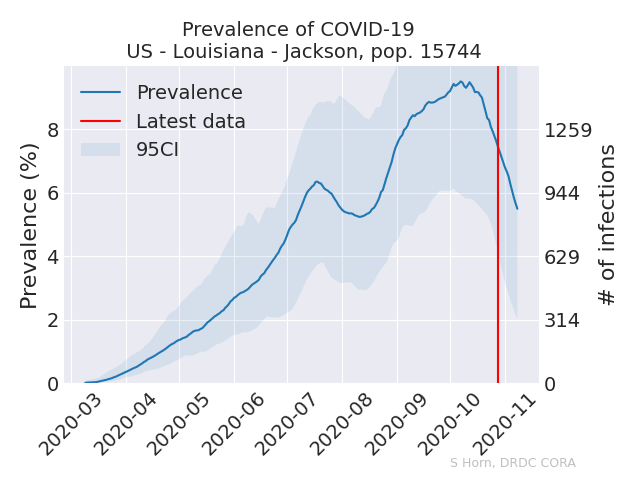 Prevalence of COVID-19
US - Louisiana - Jackson, pop. 15744
Prevalence
Latest data
95CI
Prevalence (%)
8
6
4
2
0
1259
944
629
314
0
# of infections
2020-03
2020-04
2020-05
2020-06
2020-07
2020-08
2020-09
2020-10
2020-11
S Horn, DRDC CORA